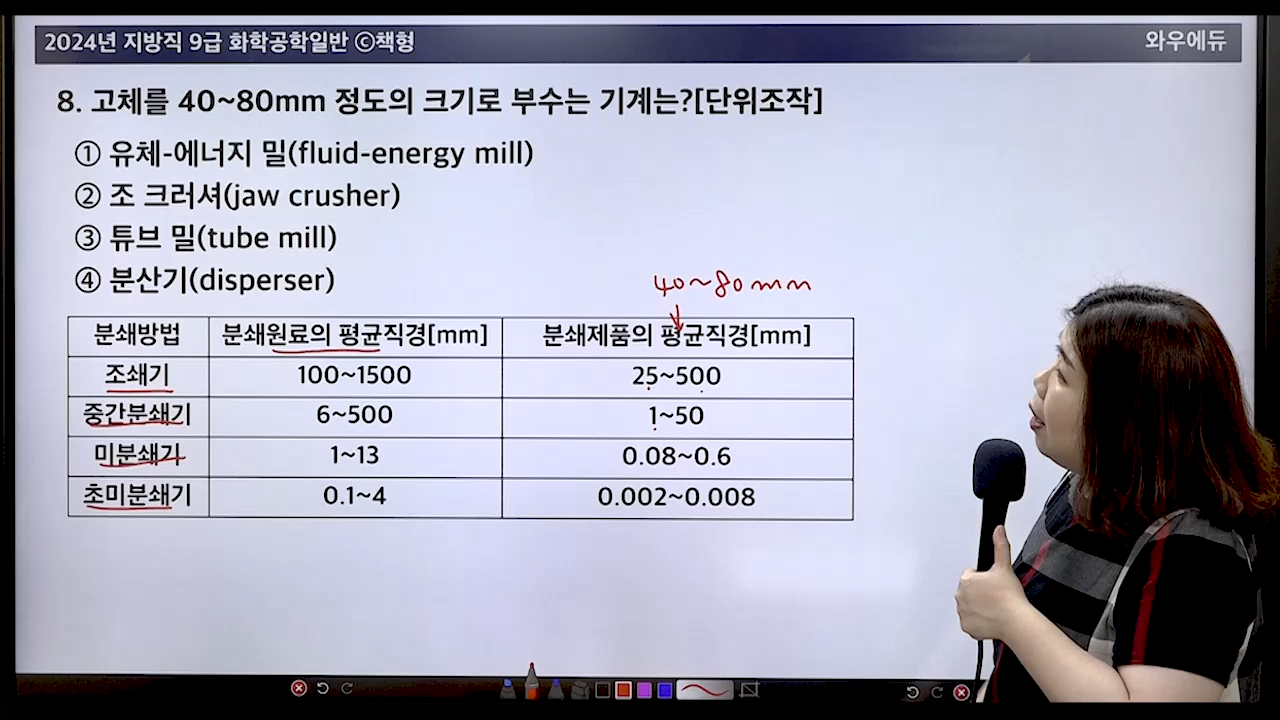 2024년 지방직 9급 화학공학일반 ⓒ책형 와우에듀
8. 고체를 40~80mm 정도의 크기로 부수는 기계는?[단위조작]
① 유체-에너지 밀(fluid-energy mill)
② 조 크러셔(jaw crusher)
③ 튜브 밀(tube mill)
④ 분산기(disperser)
40~80mm
분쇄방법 분쇄원료의 평균직경[mm] 분쇄제품의 평균직경[mm]
조쇄기 100~1500 25~500
중간분쇄기 6~500 1~50
미분쇄기 1~13 0.08~0.6
초미분쇄기 0.1~4 0.002~0.008